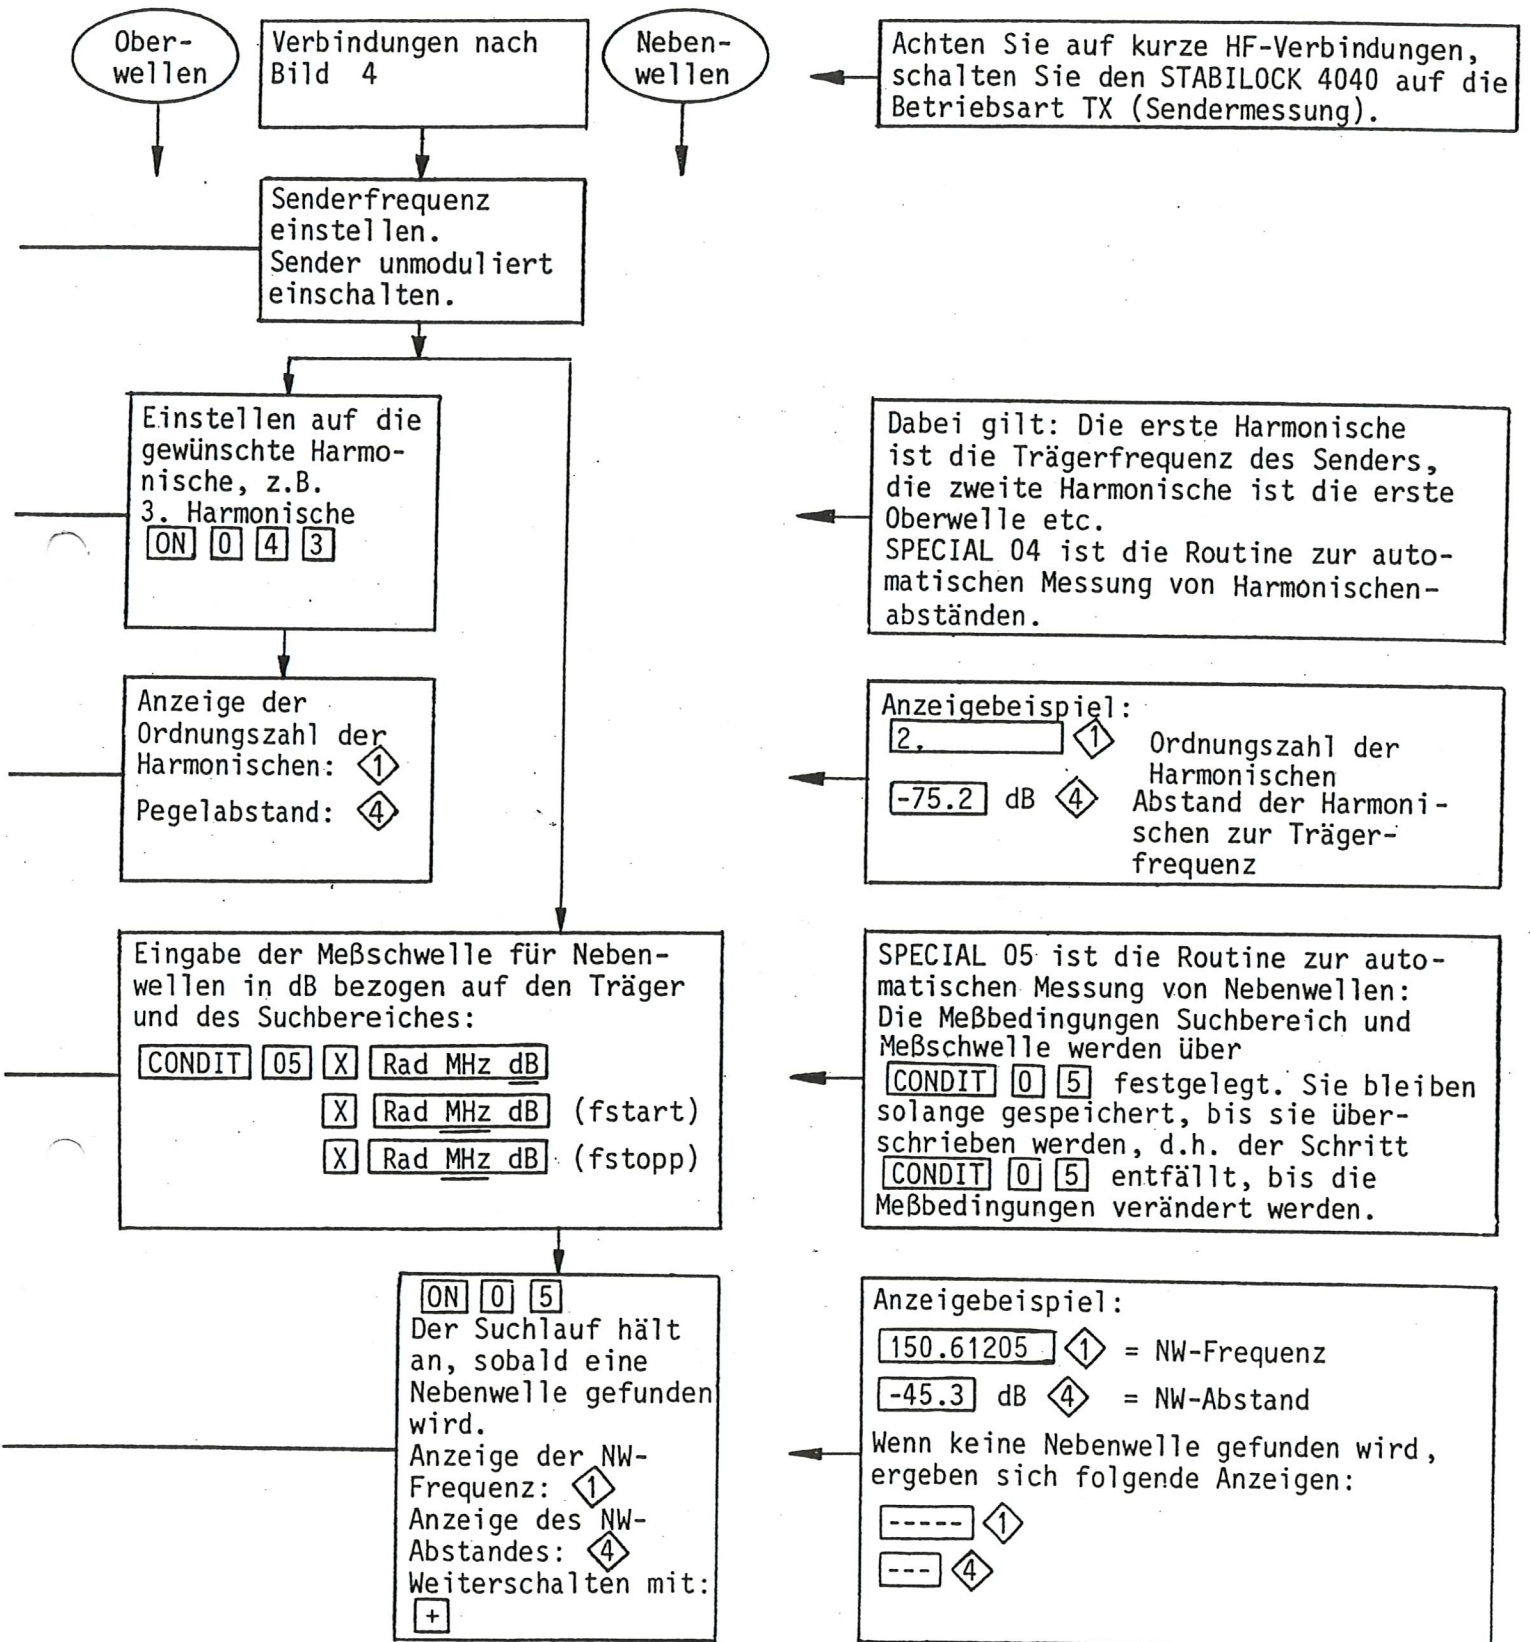 Ober-
wellen
Verbindungen nach
Bild 4
Neben-
wellen
Achten Sie auf kurze HF-Verbindungen,
schalten Sie den STABILOCK 4040 auf die
Betriebsart TX (Sendermessung).
Senderfrequenz
einstellen.
Sender unmoduliert
einschalten.
Einstellen auf die
gewünschte Harmo-
nische, z.B.
3. Harmonische
ON 0 4 3
Dabei gilt: Die erste Harmonische
ist die Trägerfrequenz des Senders,
die zweite Harmonische ist die erste
Oberwelle etc.
SPECIAL 04 ist die Routine zur auto-
matischen Messung von Harmonischen-
abständen.
Anzeige der
Ordnungszahl der
Harmonischen: 1
Pegelabstand: 4
Anzeigebeispiel:
2, 1 Ordnungszahl der
Harmonischen
-75.2 dB 4 Abstand der Harmoni-
schen zur Träger-
frequenz
Eingabe der Meßschwelle für Neben-
wellen in dB bezogen auf den Träger
und des Suchbereiches:
CONDIT 05 X Rad MHz dB
X Rad MHz dB (fstart)
X Rad MHz dB (fstopp)
SPECIAL 05 ist die Routine zur auto-
matischen Messung von Nebenwellen:
Die Meßbedingungen Suchbereich und
Meßschwelle werden über
CONDIT 0 5 festgelegt. Sie bleiben
solange gespeichert, bis sie über-
schrieben werden, d.h. der Schritt
CONDIT 0 5 entfällt, bis die
Meßbedingungen verändert werden.
ON 0 5
Der Suchlauf hält
an, sobald eine
Nebenwelle gefunden
wird.
Anzeige der NW-
Frequenz: 1
Anzeige des NW-
Abstandes: 4
Weiterschalten mit:
+
Anzeigebeispiel:
150.61205 1 = NW-Frequenz
-45.3 dB 4 = NW-Abstand
Wenn keine Nebenwelle gefunden wird,
ergeben sich folgende Anzeigen:
----- 1
--- 4